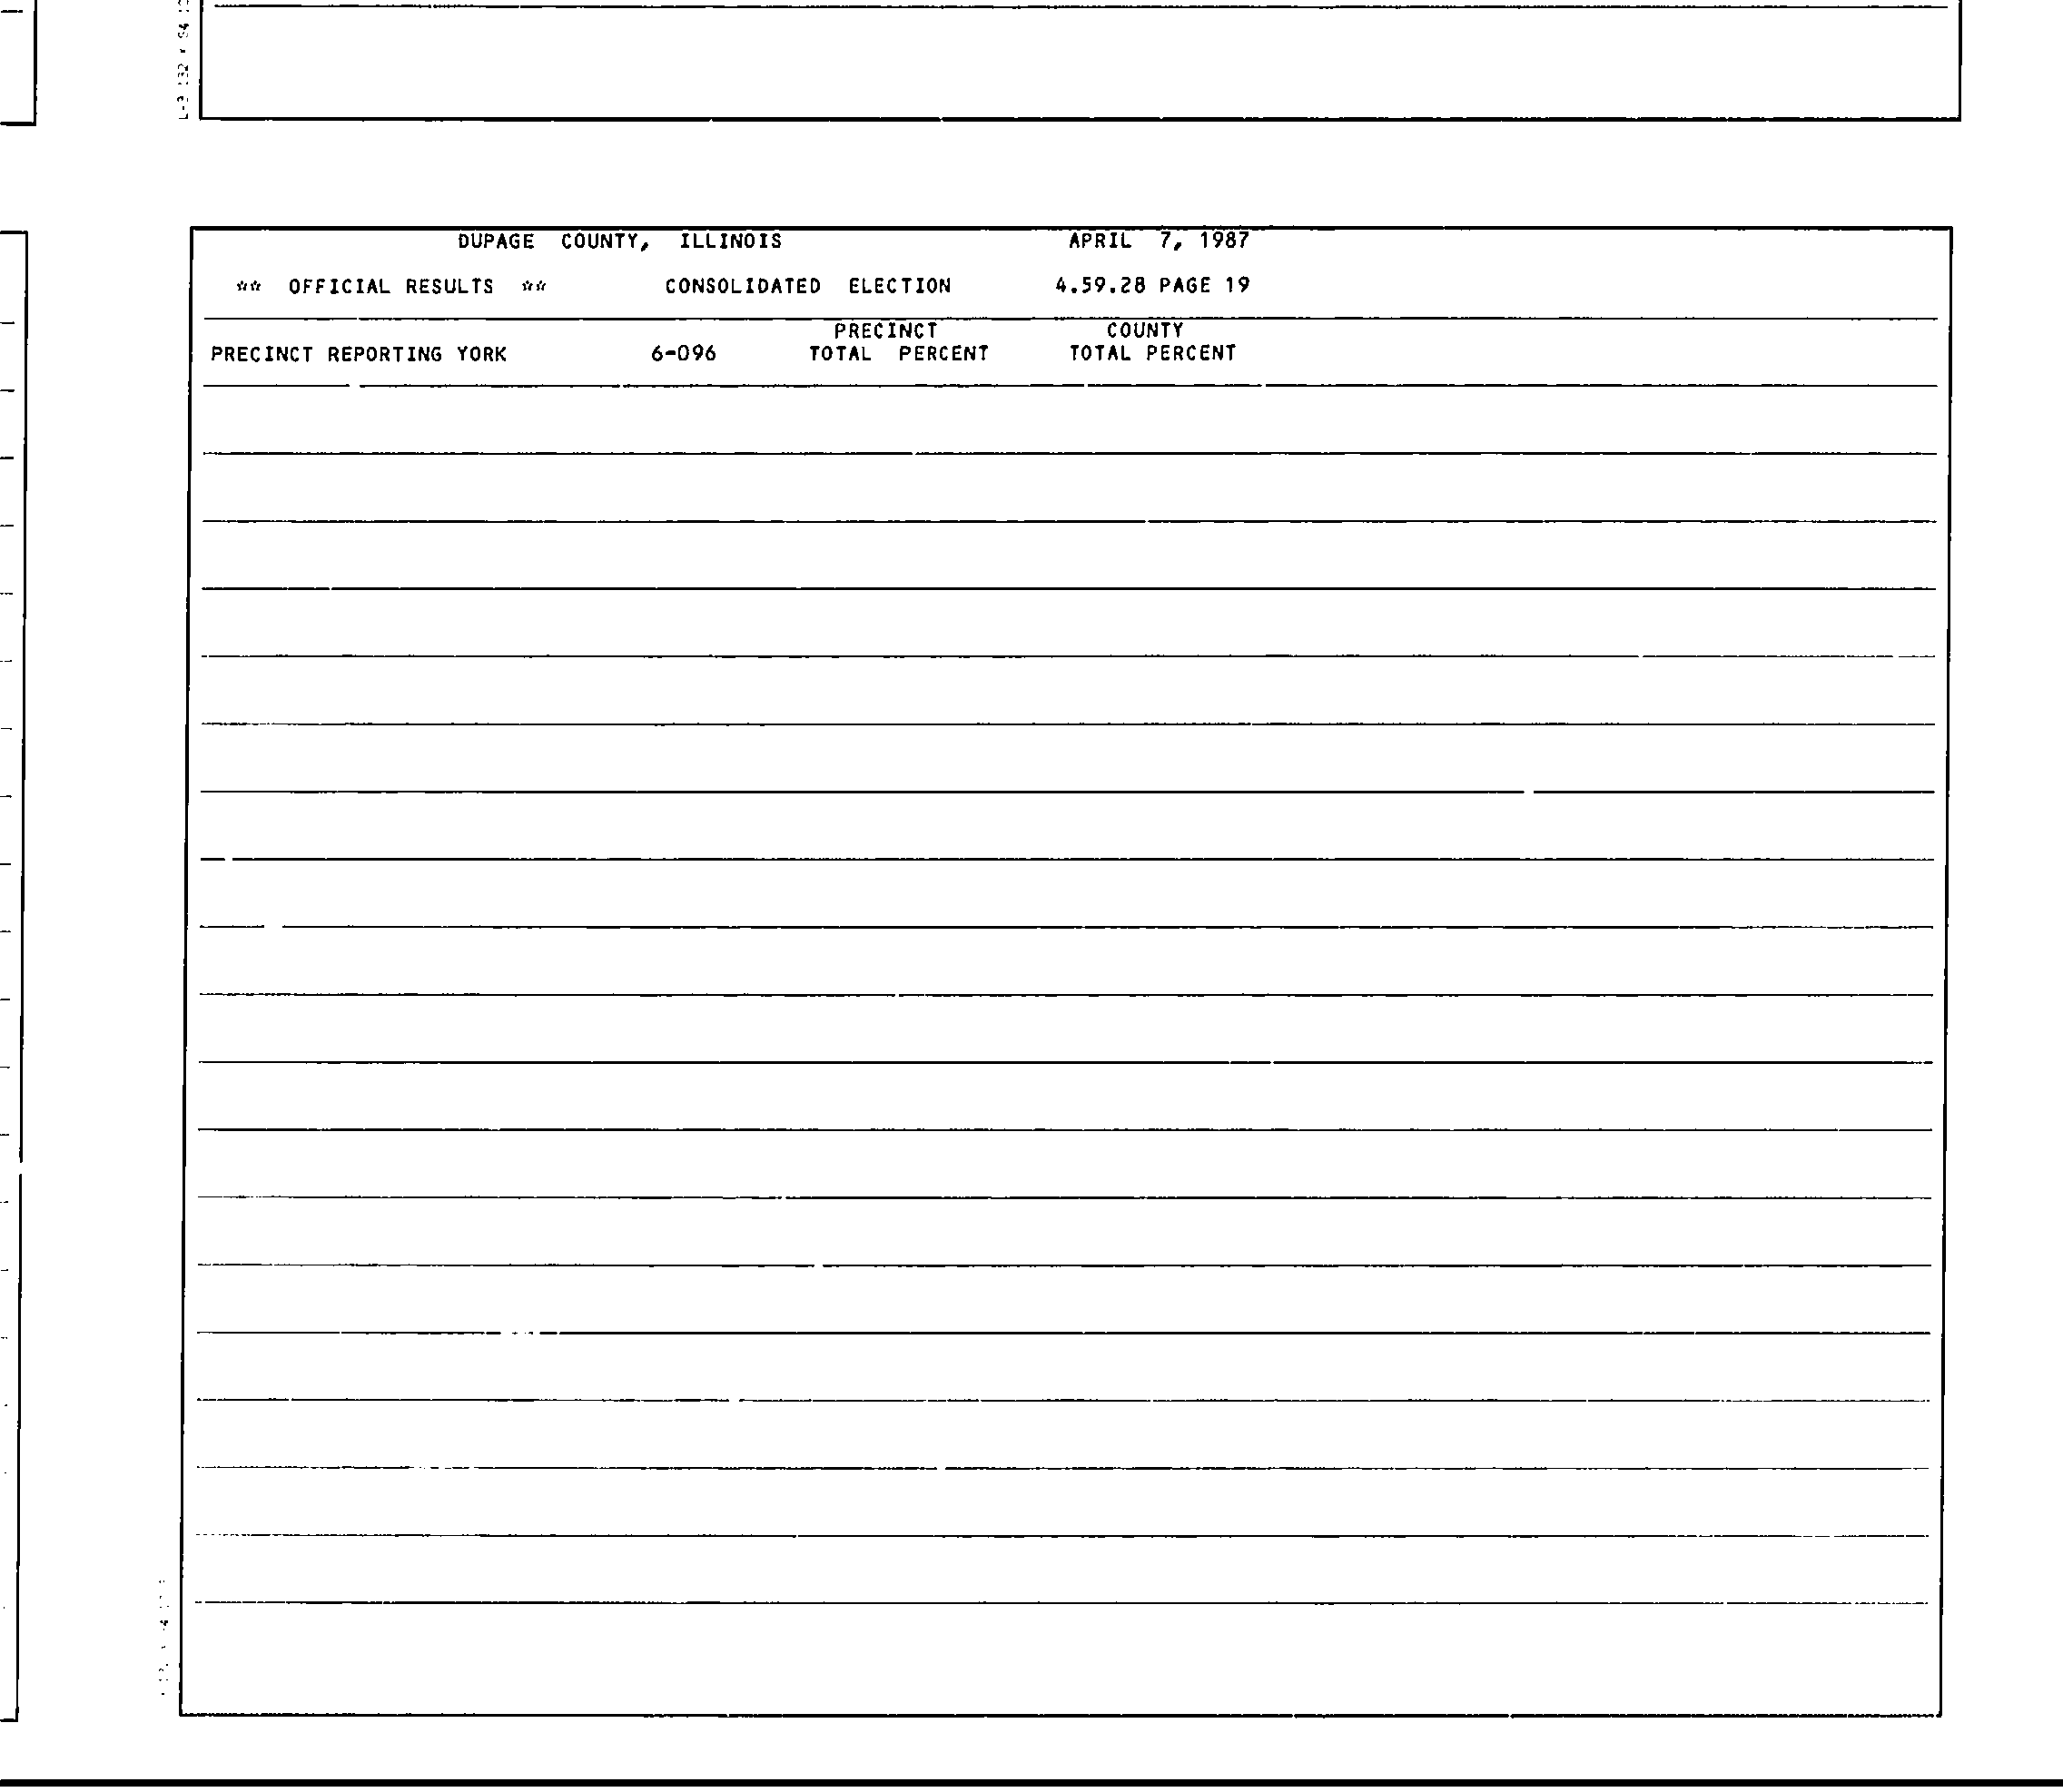 DUPAGE COUNTY, ILLINOIS APRIL 7, 1987
** OFFICIAL RESULTS ** CONSOLIDATED ELECTION 4.59.28 PAGE 19
PRECINCT COUNTY
PRECINCT REPORTING YORK 6-096 TOTAL PERCENT TOTAL PERCENT